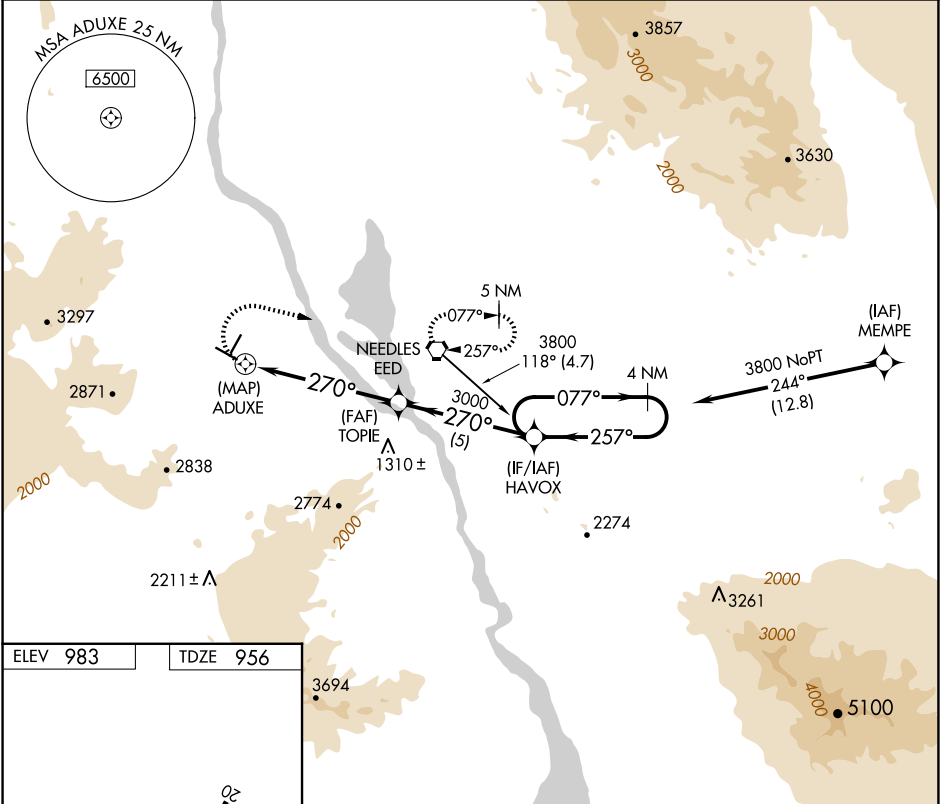 MSA ADUXE 25 NM
6500
3857
3000
3630
2000
5 NM
077°
257°
NEEDLES
EED
3800
118° (4.7)
(IAF)
MEMPE
3800 NoPT
244°
(12.8)
4 NM
077°
257°
3297
2871
(MAP)
ADUXE
270°
(FAF)
TOPIE
3000
270°
(5)
(IF/IAF)
HAVOX
1310 ±
2838
2000
2774
2000
2274
2211 ±
2000
3261
3000
4000
5100
ELEV 983
TDZE 956
3694
20